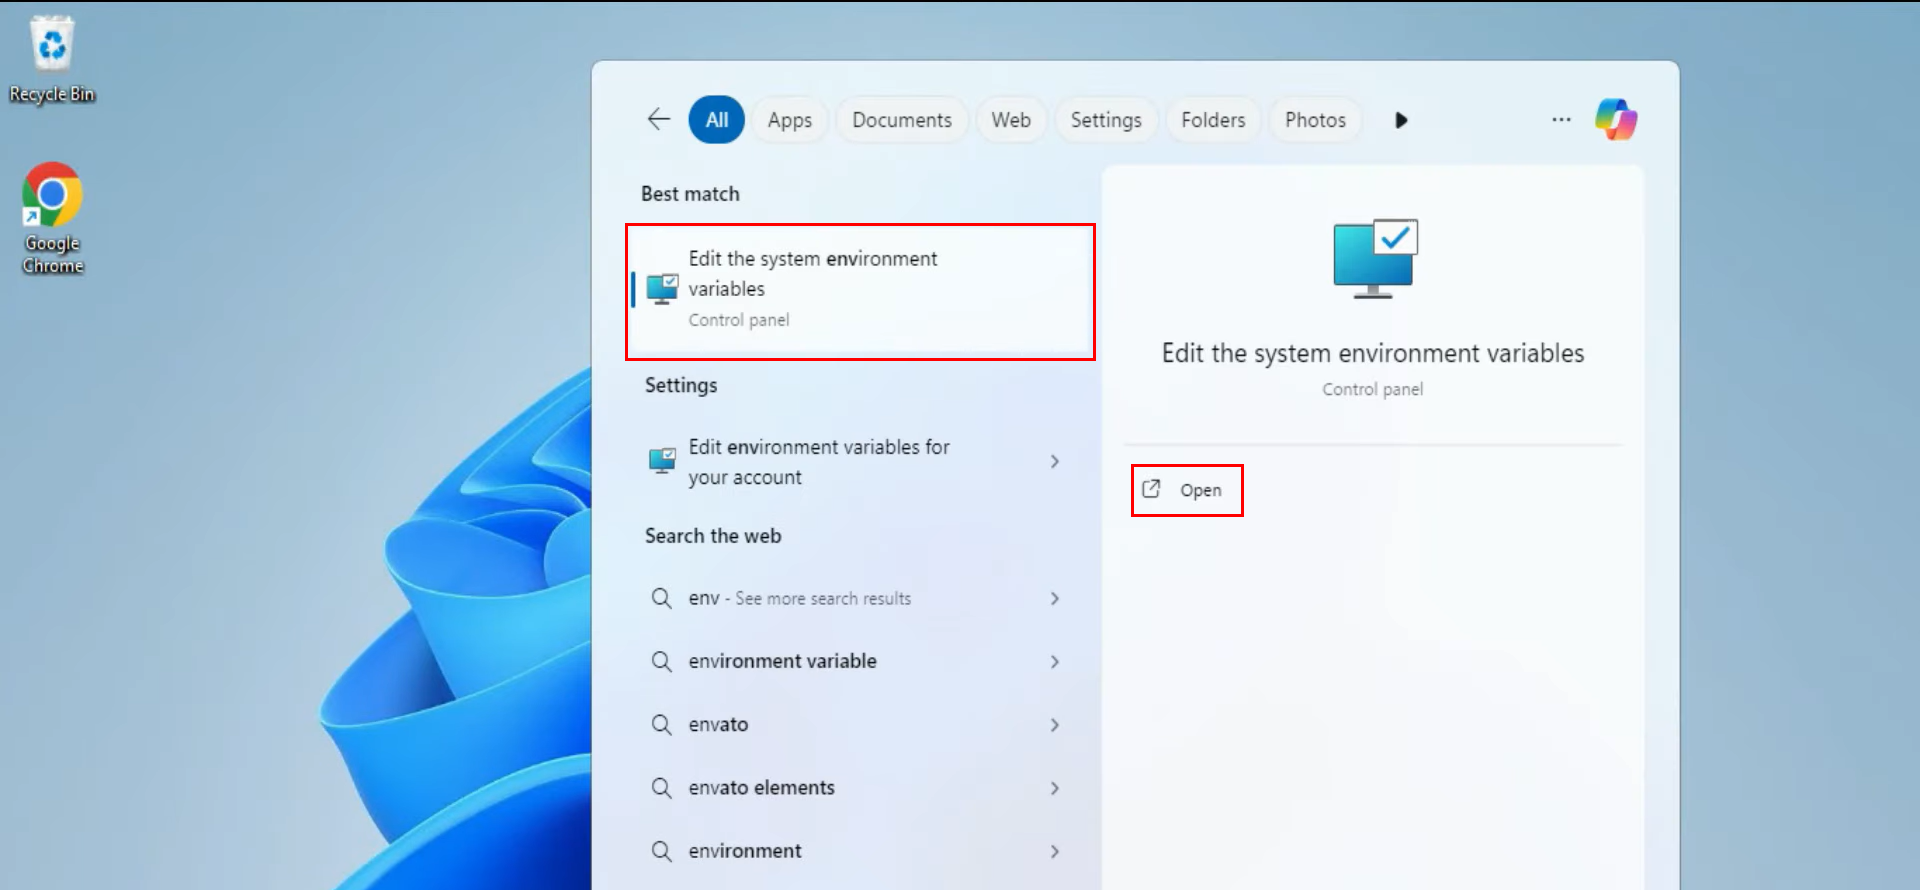 Recycle Bin
Google
Chrome
All
Apps
Documents
Web
Settings
Folders
Photos
Best match
Edit the system environment
variables
Control panel
Settings
Edit environment variables for
your account
Search the web
env - See more search results
environment variable
envato
envato elements
environment
Edit the system environment variables
Control panel
Open